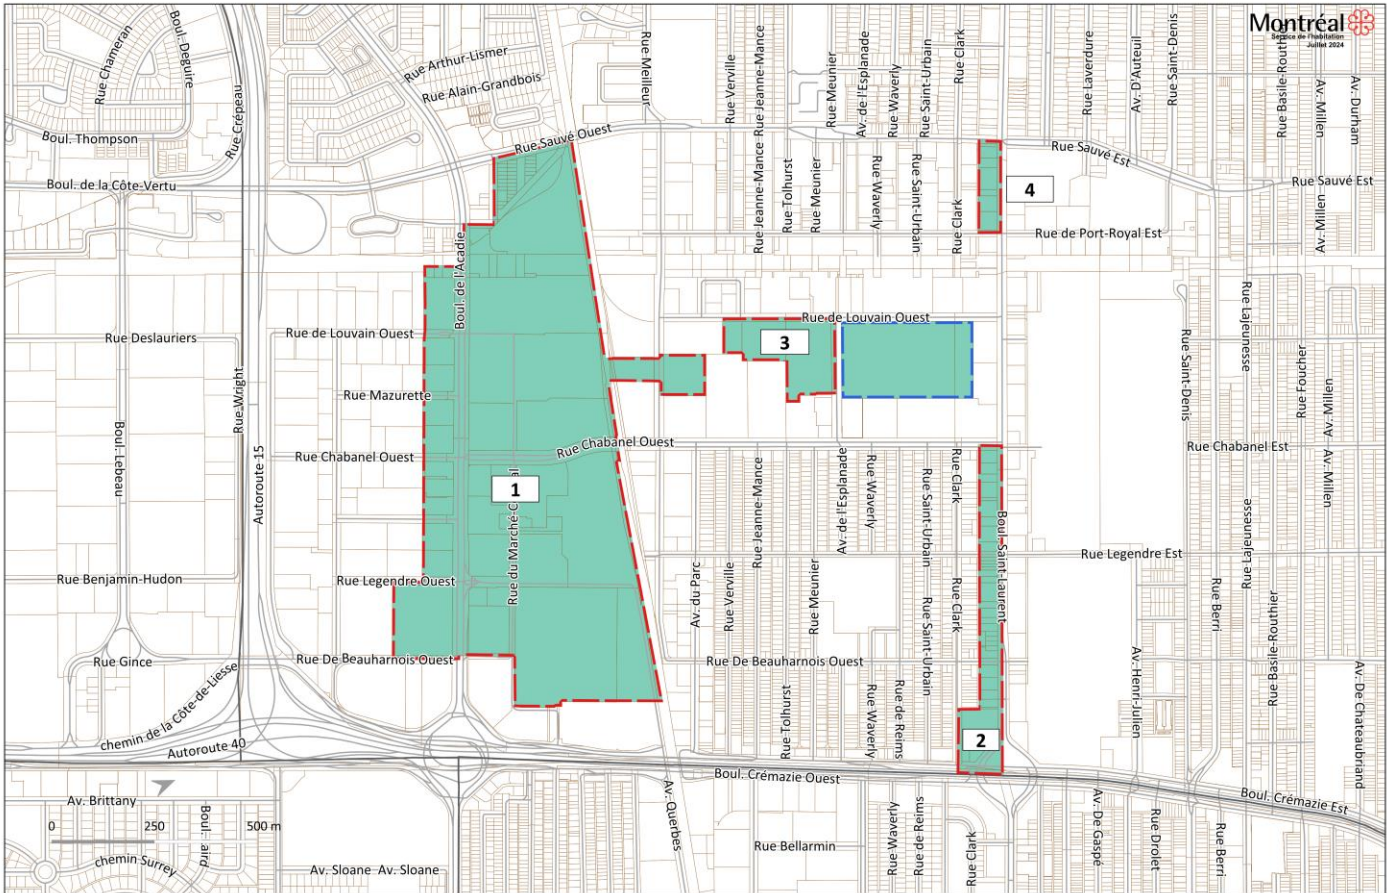 Montréal
Service de l'habitation
Juillet 2024
Rue Chameran
Boul. Deguire
Rue Crépeau
Rue Arthur-Lismer
Rue Alain-Grandbois
Rue Meilleur
Rue Verville
Rue Jeanne-Mance
Rue Meunier
Av. de l'Esplanade
Rue Waverly
Rue Saint-Urbain
Rue Clark
Rue Laverdure
Av. D'Auteuil
Rue Saint-Denis
Rue Basile-Routhier
Av. Millen
Av. Durham
Boul. Thompson
Rue Sauvé Ouest
Rue Sauvé Est
Boul. de la Côte-Vertu
Rue Jeanne-Mance
Rue Tolhurst
Rue Meunier
Rue Waverly
Rue Saint-Urbain
Rue Clark
4
Rue Sauvé Est
Av. Millen
Rue de Port-Royal Est
Boul. de l'Acadie
Rue Deslauriers
Rue de Louvain Ouest
Rue de Louvain Ouest
3
Rue Lajeunesse
Rue Saint-Denis
Rue Foucher
Av. Millen
Rue Wright
Rue Mazurette
Boul. Lebeau
Autoroute 15
Rue Chabanel Ouest
Rue Chabanel Ouest
Rue Chabanel Est
1
Rue du Marché-C al
Rue Jeanne-Mance
Av. de l'Esplanade
Rue Waverly
Rue Saint-Urbain
Rue Clark
Boul. Saint-Laurent
Av. Millen
Rue Lajeunesse
Rue Legendre Est
Rue Benjamin-Hudon
Rue Legendre Ouest
Av. du Parc
Rue Verville
Rue Meunier
Rue Saint-Urbain
Rue Clark
Rue Berri
Rue Basile-Routhier
Rue Gince
Rue De Beauharnois Ouest
Rue De Beauharnois Ouest
Av. Henri-Julien
Av. De Chateaubriand
chemin de la Côte-de-Liesse
Rue Tolhurst
Rue Waverly
Rue de Reims
2
Autoroute 40
Boul. Crémazie Ouest
Boul. Crémazie Est
Av. Brittany
Av. Querbes
0 250 500 m
Boul. aird
chemin Surrey
Av. Sloane Av. Sloane
Rue Bellarmin
Rue Waverly
Rue de Reims
Rue Clark
Av. De Gaspé
Rue Drolet
Rue Berri